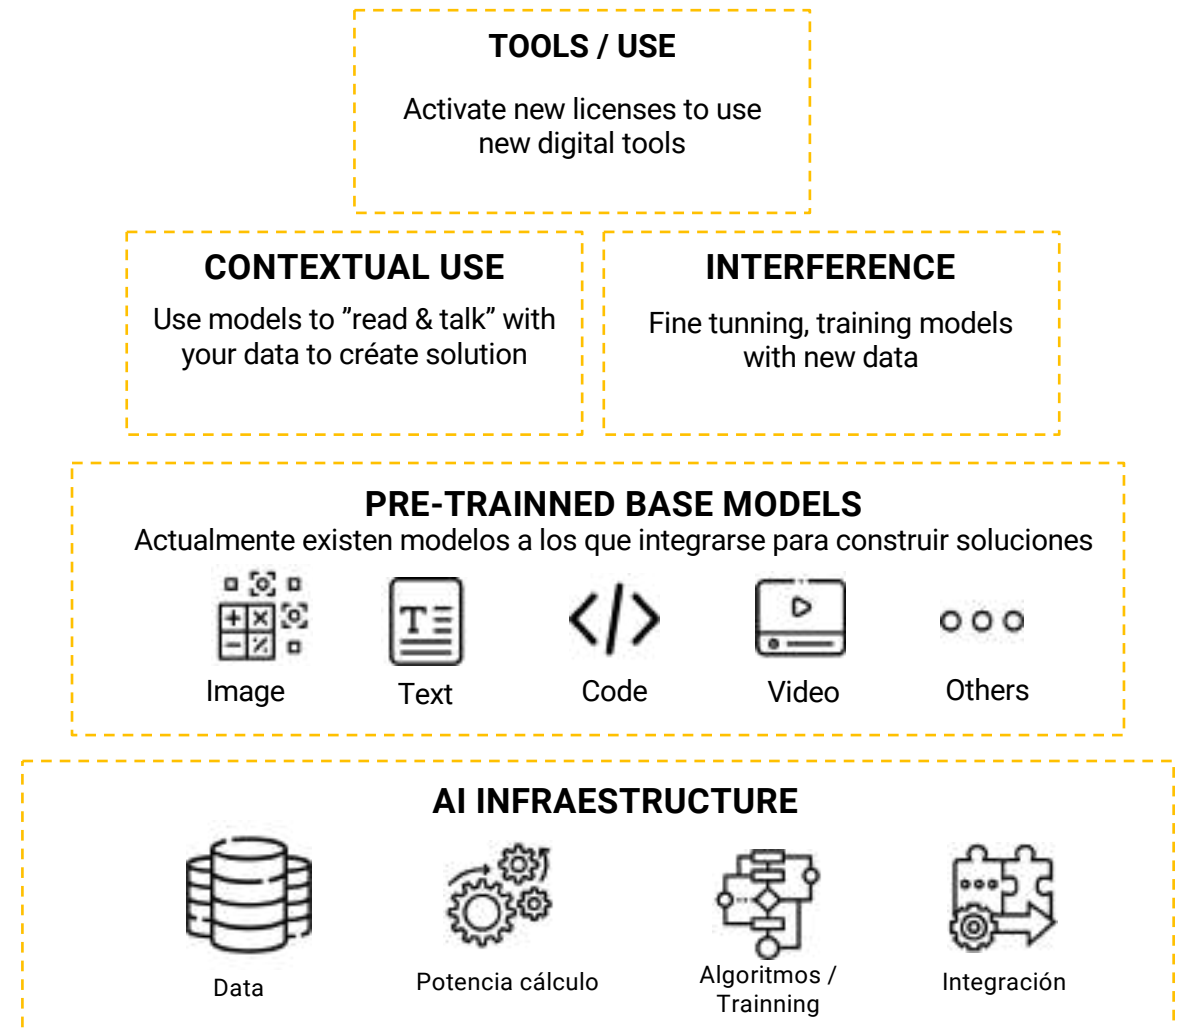 TOOLS / USE
Activate new licenses to use
new digital tools
CONTEXTUAL USE
Use models to ”read & talk” with
your data to créate solution
INTERFERENCE
Fine tunning, training models
with new data
PRE-TRAINNED BASE MODELS
Actualmente existen modelos a los que integrarse para construir soluciones
Image
Text
Code
Video
Others
AI INFRAESTRUCTURE
Data
Potencia cálculo
Algoritmos /
Trainning
Integración